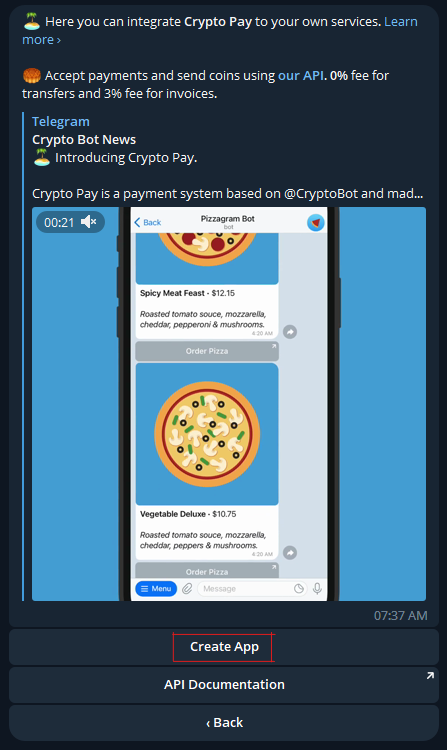 Here you can integrate Crypto Pay to your own services. Learn
more ›
Accept payments and send coins using our API. 0% fee for
transfers and 3% fee for invoices.
Telegram
Crypto Bot News
Introducing Crypto Pay.
Crypto Pay is a payment system based on @CryptoBot and mad...
00:21
Back
Pizzagram Bot
bot
Spicy Meat Feast - $12.15
Roasted tomato souce, mozzarella,
cheddar, pepperoni & mushrooms.
4:20 AM
Order Pizza
Vegetable Deluxe - $10.75
Roasted tomato souce, mozzarella,
cheddar, peppers & mushrooms.
4:20 AM
Order Pizza
Menu
Message
07:37 AM
Create App
API Documentation
‹ Back